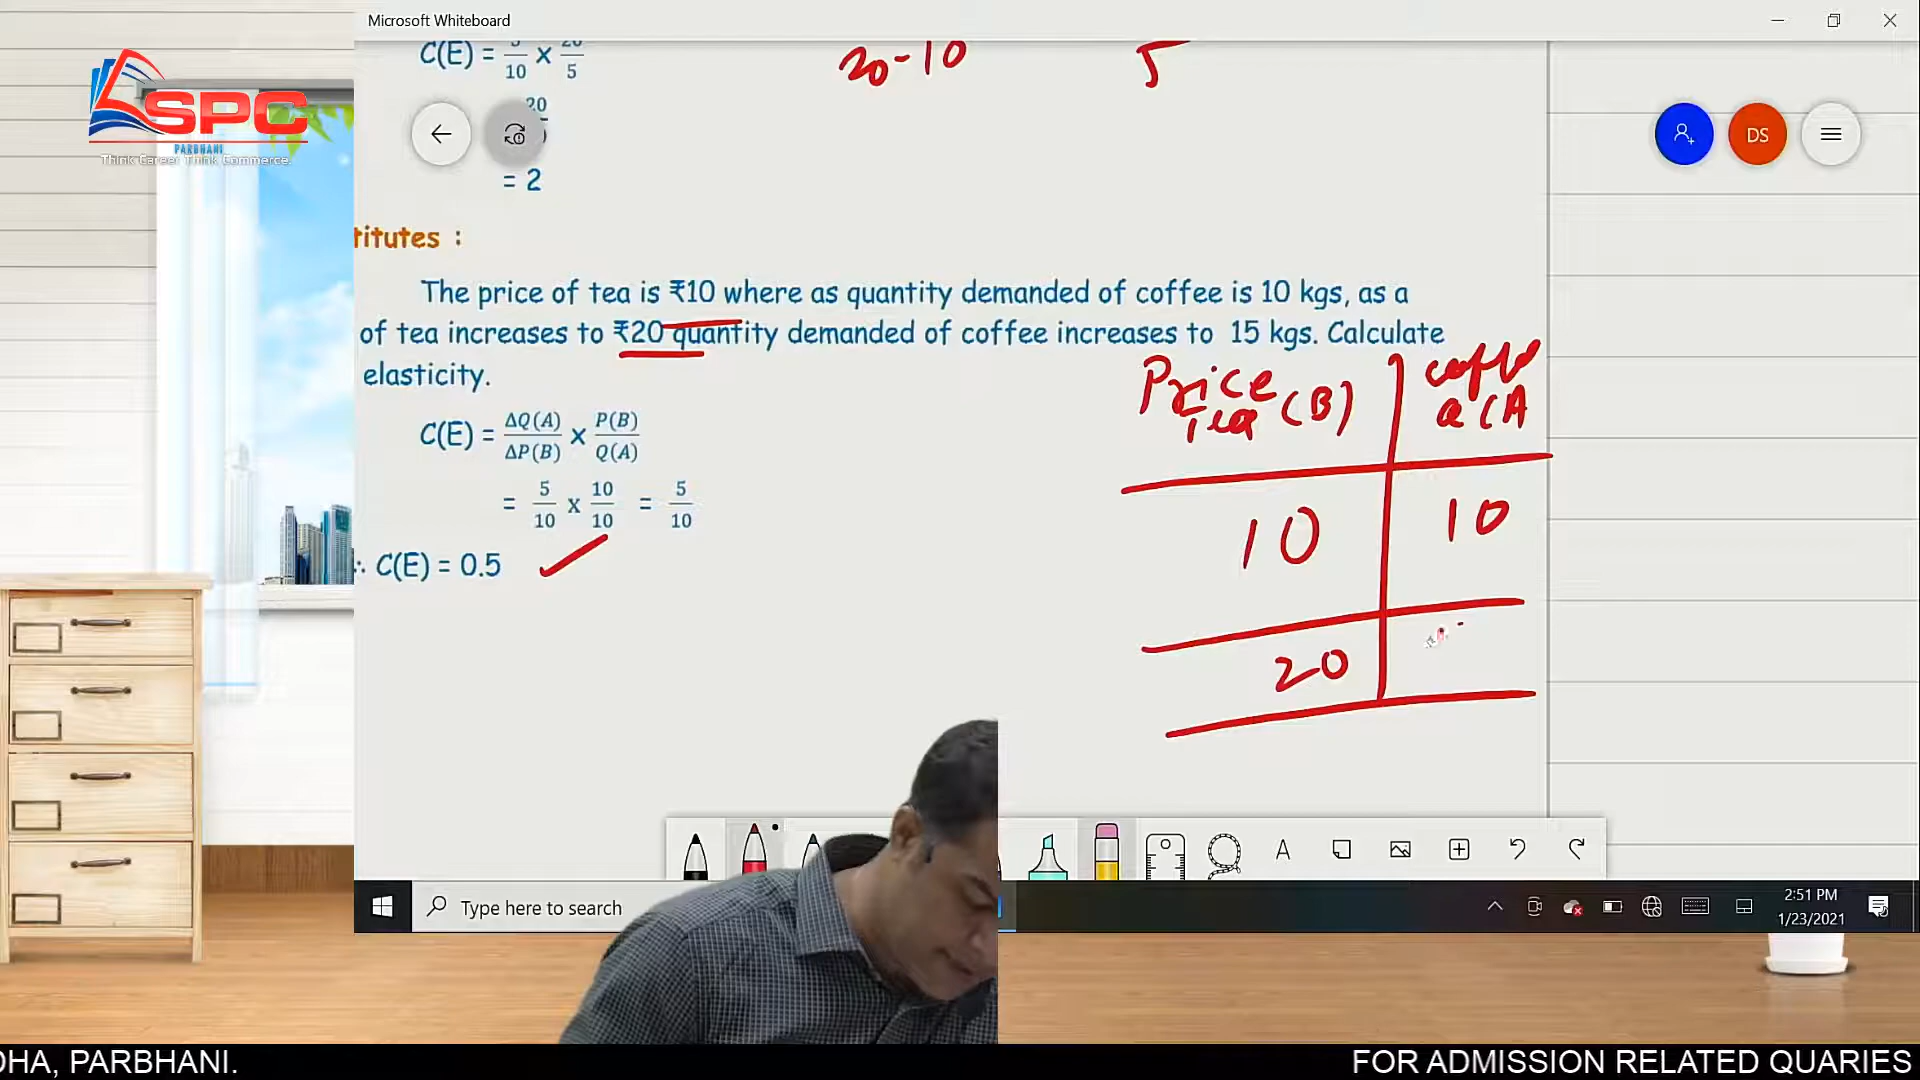 Microsoft Whiteboard
C(E) = 5/10 x 20/5
20
= 2
20-10
5
SPC
PARBHANI
Think Career Think Commerce.
DS
titutes :
The price of tea is ₹10 where as quantity demanded of coffee is 10 kgs, as a
of tea increases to ₹20 quantity demanded of coffee increases to 15 kgs. Calculate
elasticity.
C(E) = ΔQ(A)/ΔP(B) x P(B)/Q(A)
= 5/10 x 10/10 = 5/10
∴ C(E) = 0.5
Price
Tea (B)
coffee
Q (A
10 10
20
A
Type here to search
2:51 PM
1/23/2021
DHA, PARBHANI.
FOR ADMISSION RELATED QUARIES